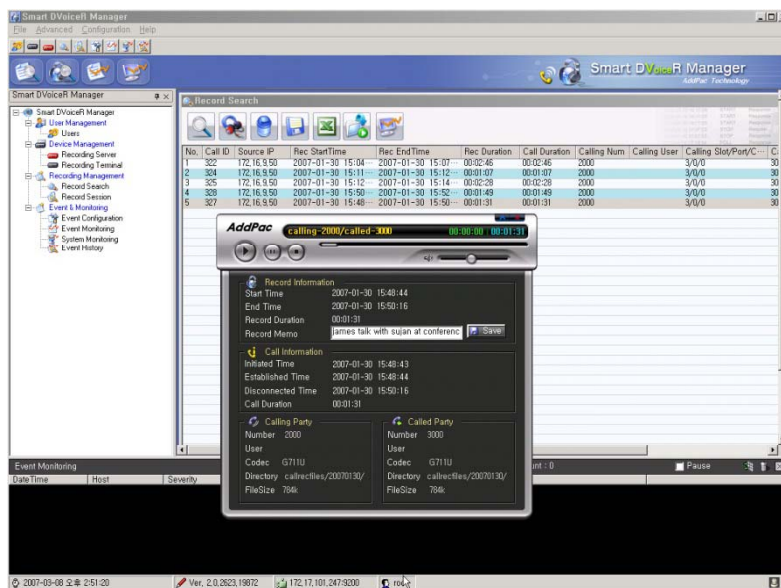 Smart DVoiceR Manager
File Advanced Configuration Help
Smart DVoiceR Manager
AddPac Technology
Smart DVoiceR Manager
Smart DVoiceR Manager
User Management
Users
Device Management
Recording Server
Recording Terminal
Recording Management
Record Search
Record Session
Event & Monitoring
Event Configuration
Event Monitoring
System Monitoring
Event History
Record Search
No. Call ID Source IP Rec StartTime Rec EndTime Rec Duration Call Duration Calling Num Calling User Calling Slot/Port/C···
1 322 172,16,9,50 2007-01-30 15:04··· 2007-01-30 15:07··· 00:02:46 00:02:46 2000 3/0/0 30
2 324 172,16,9,50 2007-01-30 15:11··· 2007-01-30 15:12··· 00:01:07 00:01:07 2000 3/0/0 30
3 325 172,16,9,50 2007-01-30 15:12··· 2007-01-30 15:14··· 00:02:28 00:02:28 2000 3/0/0 30
4 328 172,16,9,50 2007-01-30 15:50··· 2007-01-30 15:52··· 00:01:49 00:01:49 2000 3/0/0 30
5 327 172,16,9,50 2007-01-30 15:48··· 2007-01-30 15:50··· 00:01:31 00:01:31 2000 3/0/0 30
AddPac calling-2000/called-3000 00:00:00 00:01:31
Record Information
Start Time 2007-01-30 15:48:44
End Time 2007-01-30 15:50:16
Record Duration 00:01:31
Record Memo james talk with sujan at conferenc Save
Call Information
Initiated Time 2007-01-30 15:48:43
Established Time 2007-01-30 15:48:44
Disconnected Time 2007-01-30 15:50:16
Call Duration 00:01:31
Calling Party
Number 2000
User
Codec G711U
Directory callrecfiles/20070130/
FileSize 784k
Called Party
Number 3000
User
Codec G711U
Directory callrecfiles/20070130/
FileSize 784k
Event Monitoring unt : 0 Pause
DateTime Host Severity
2007-03-08 오후 2:51:20 Ver, 2,0,2623,19872 172,17,101,247:9200